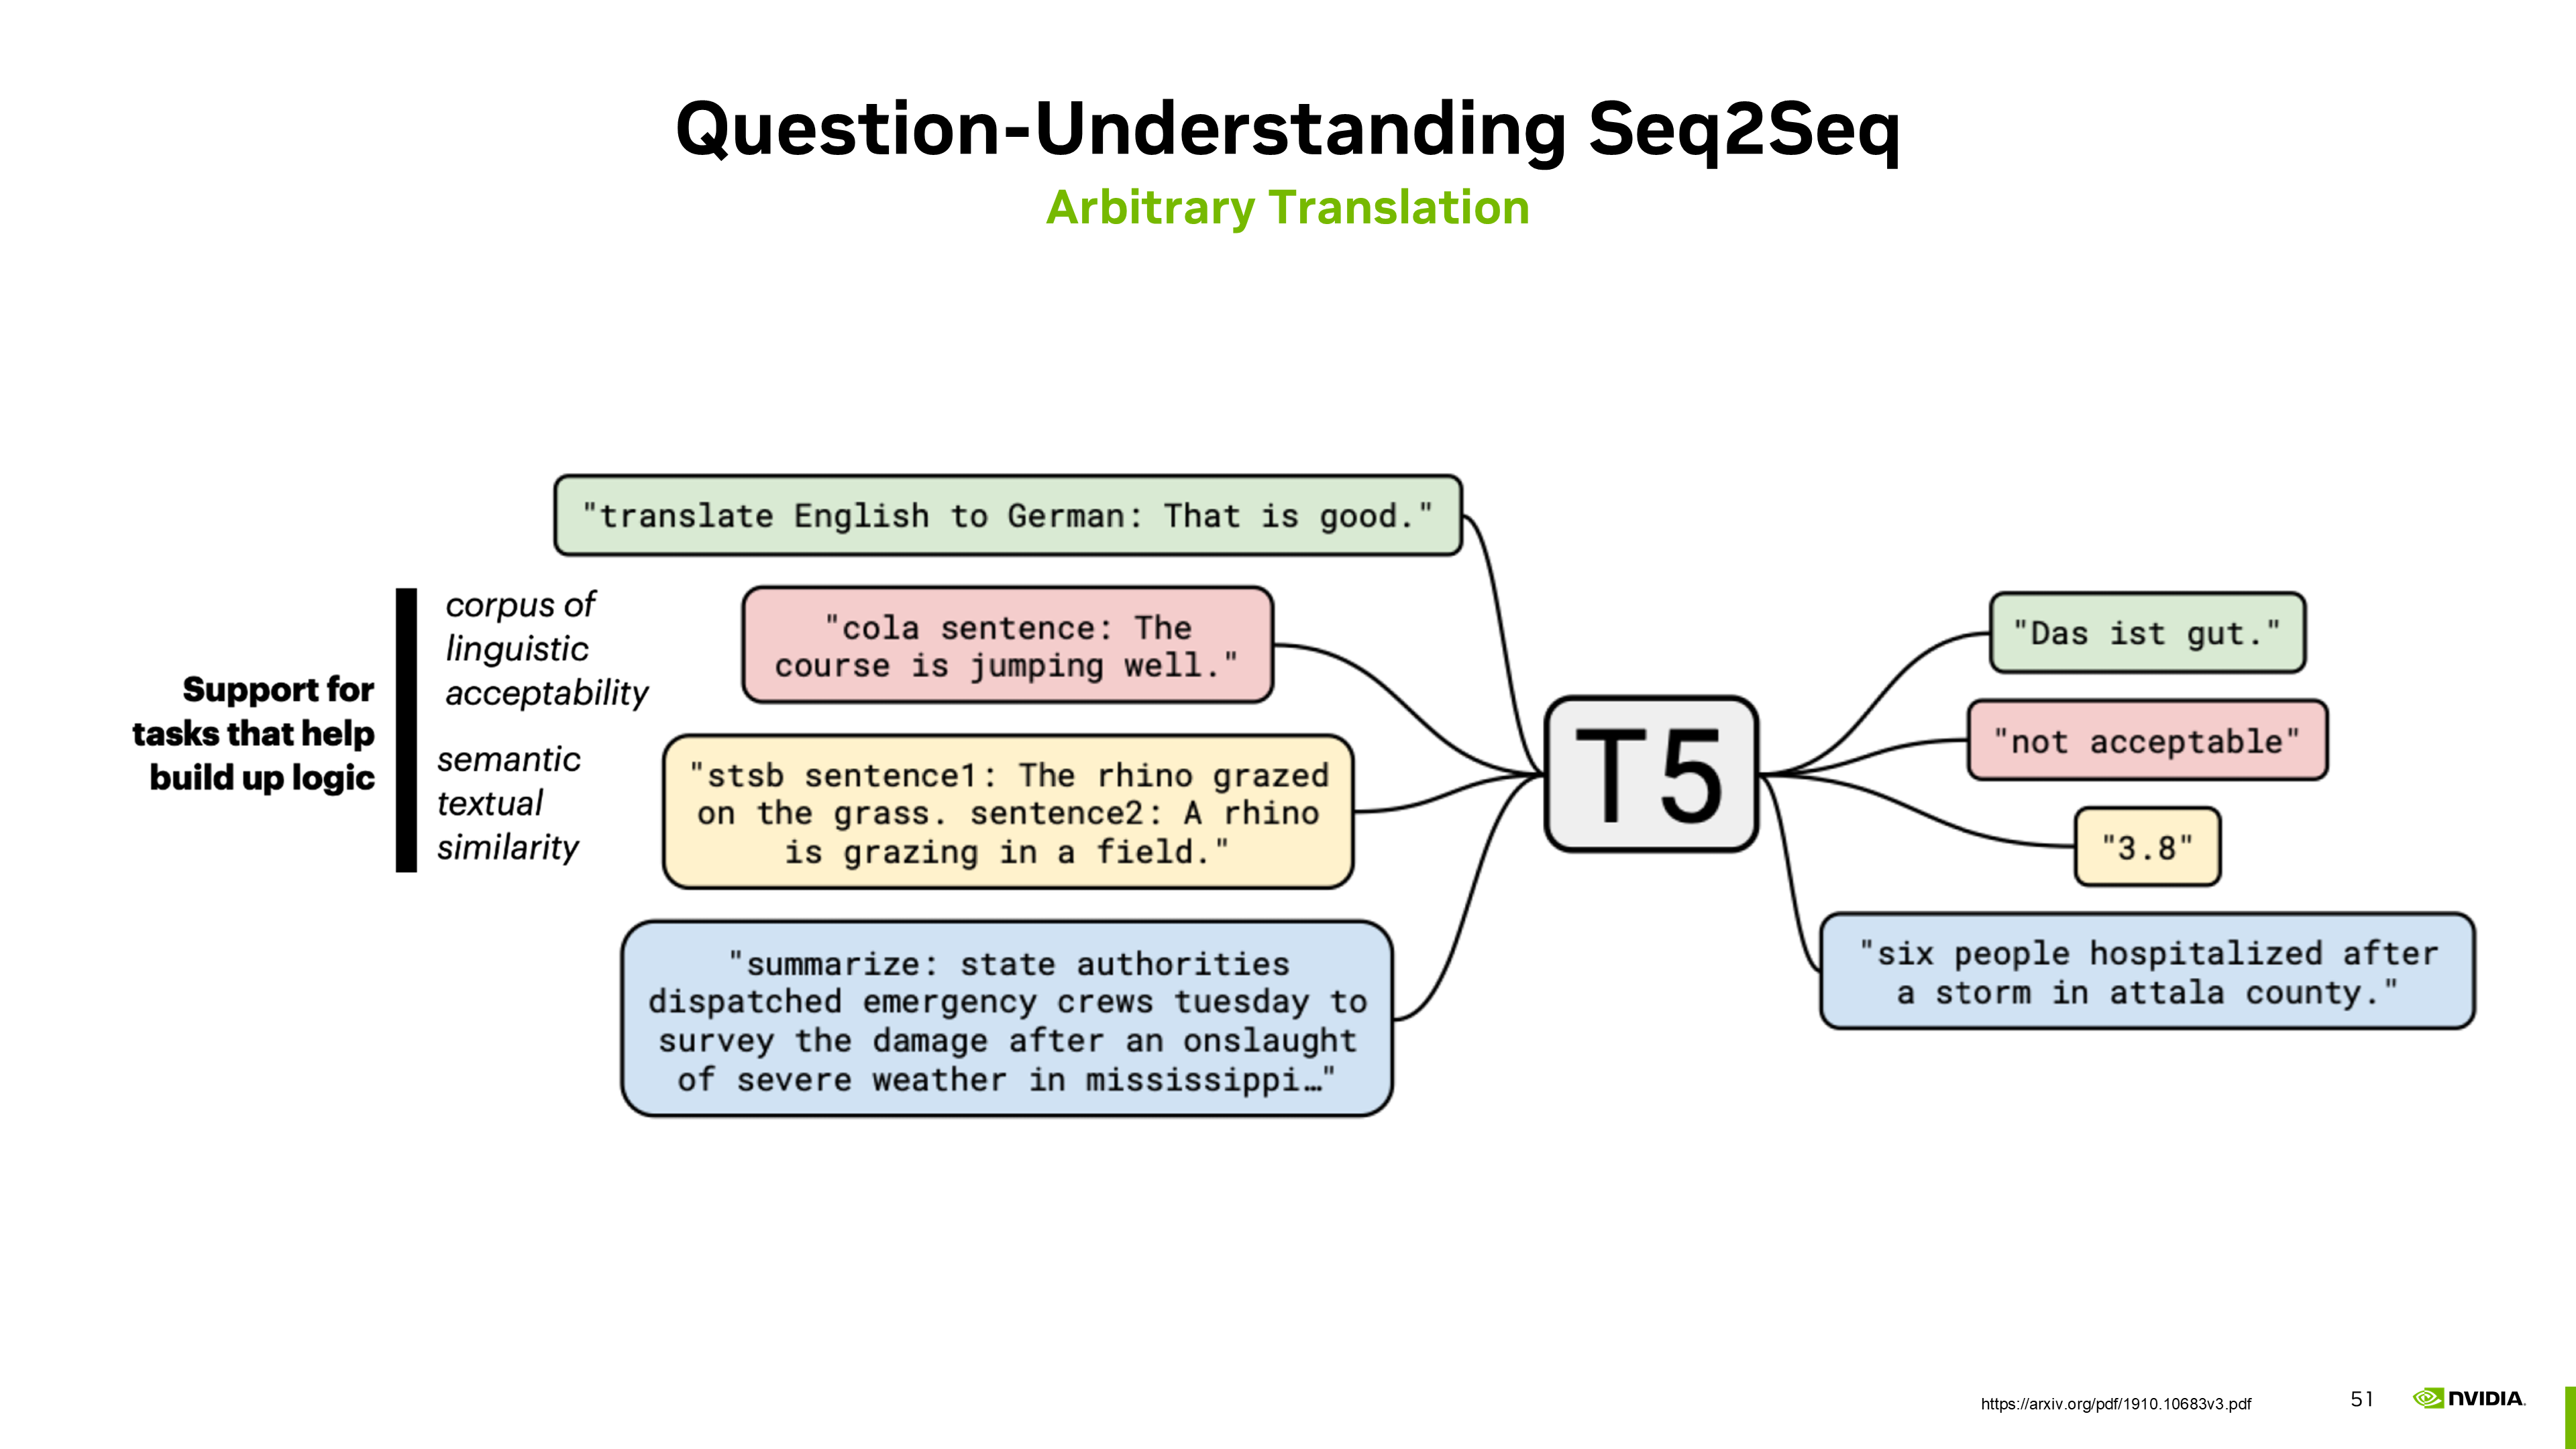 Question-Understanding Seq2Seq
Arbitrary Translation
"translate English to German: That is good."
Support for
tasks that help
build up logic
corpus of
linguistic
acceptability
semantic
textual
similarity
"cola sentence: The
course is jumping well."
"stsb sentence1: The rhino grazed
on the grass. sentence2: A rhino
is grazing in a field."
"summarize: state authorities
dispatched emergency crews tuesday to
survey the damage after an onslaught
of severe weather in mississippi…"
T5
"Das ist gut."
"not acceptable"
"3.8"
"six people hospitalized after
a storm in attala county."
https://arxiv.org/pdf/1910.10683v3.pdf
51
NVIDIA.